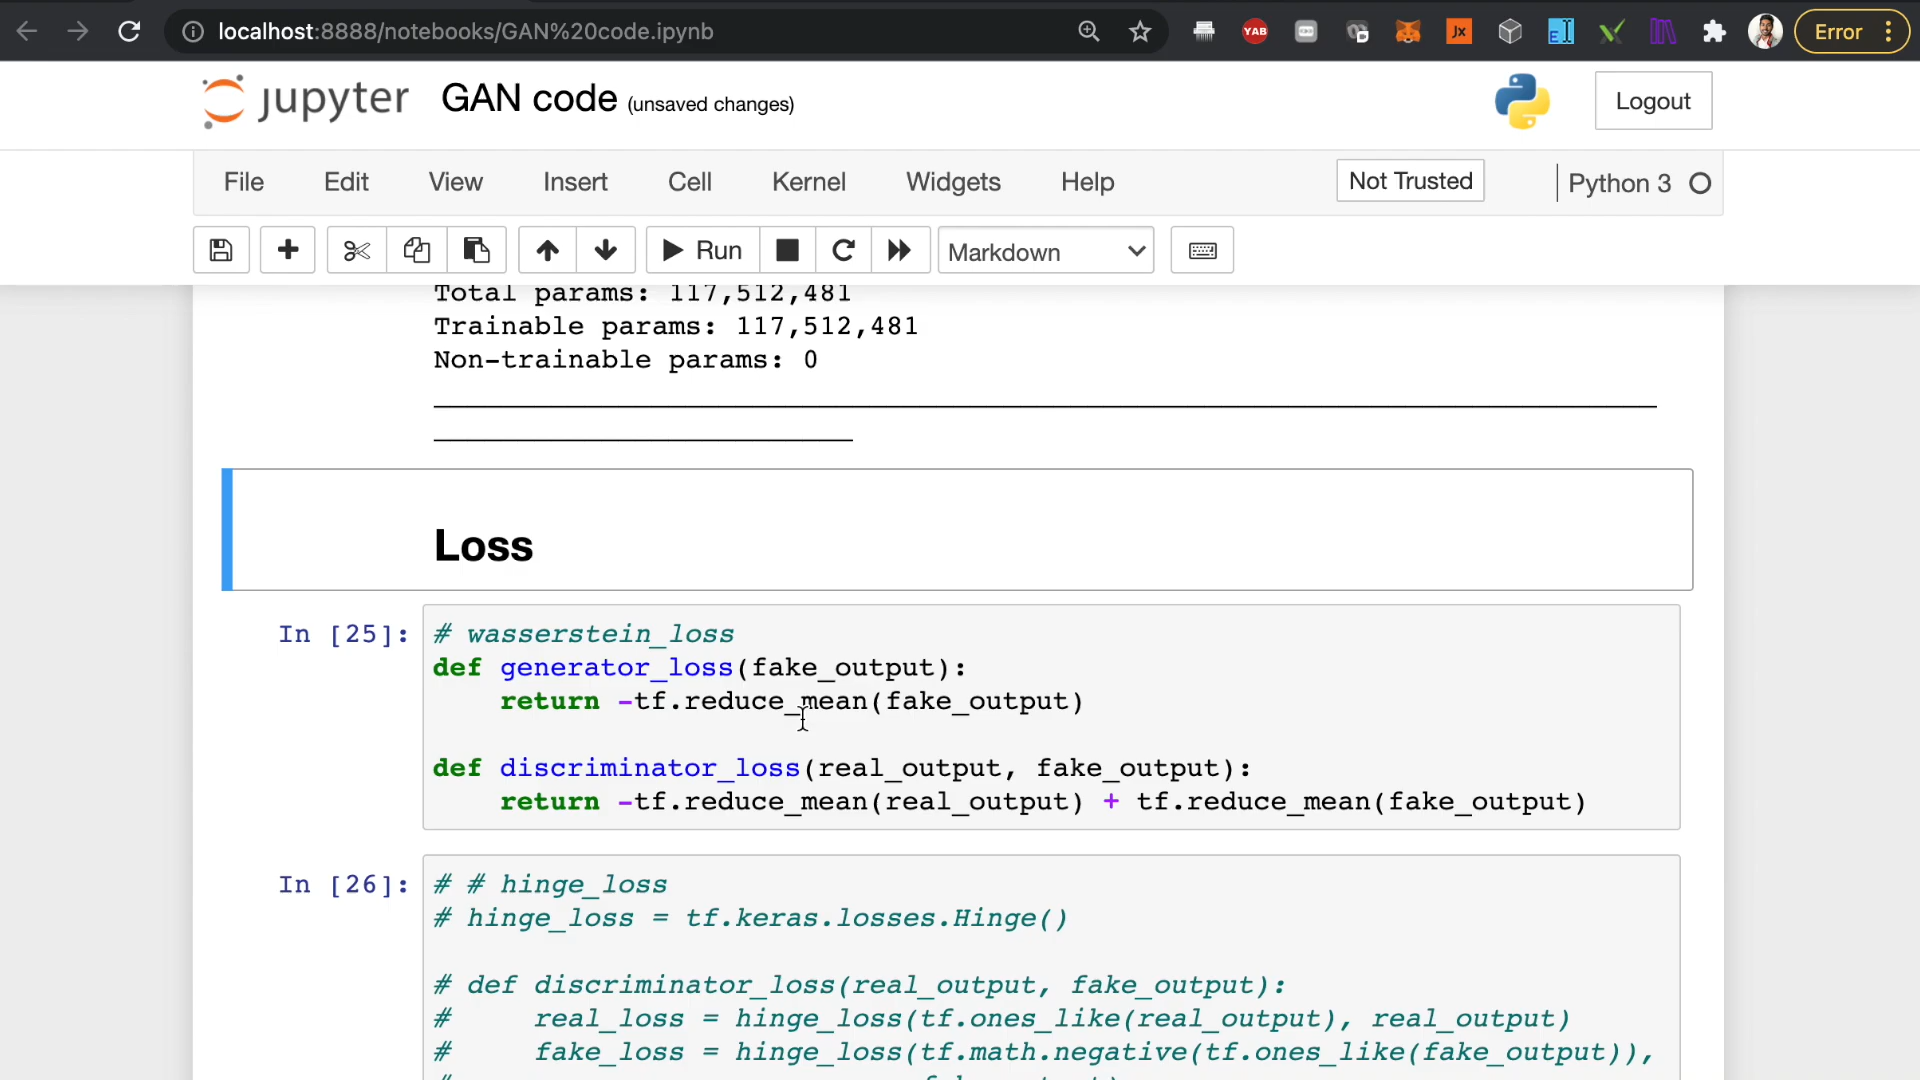 localhost:8888/notebooks/GAN%20code.ipynb
YAB
Jx
E
Error
jupyter GAN code (unsaved changes)
Logout
File Edit View Insert Cell Kernel Widgets Help
Not Trusted
Python 3
Run
Markdown
Total params: 117,512,481
Trainable params: 117,512,481
Non-trainable params: 0
Loss
In [25]: # wasserstein_loss
def generator_loss(fake_output):
return -tf.reduce_mean(fake_output)
def discriminator_loss(real_output, fake_output):
return -tf.reduce_mean(real_output) + tf.reduce_mean(fake_output)
In [26]: # # hinge_loss
# hinge_loss = tf.keras.losses.Hinge()
# def discriminator_loss(real_output, fake_output):
# real_loss = hinge_loss(tf.ones_like(real_output), real_output)
# fake_loss = hinge_loss(tf.math.negative(tf.ones_like(fake_output)),